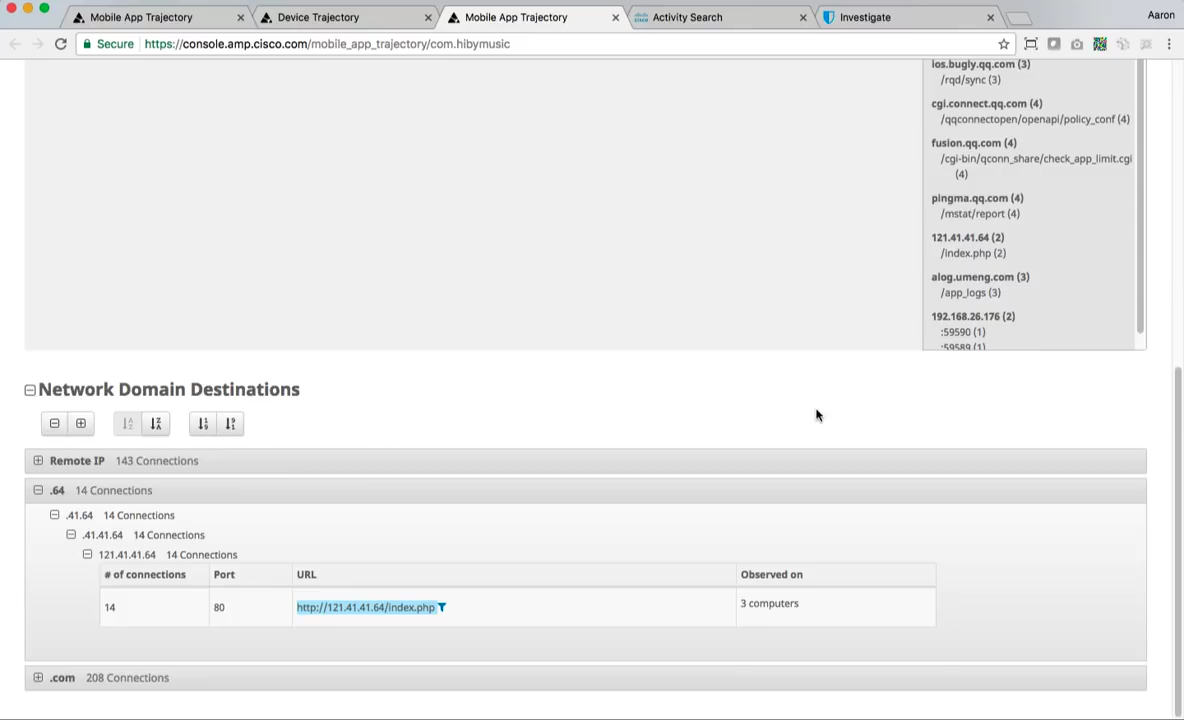 Mobile App Trajectory
Device Trajectory
Mobile App Trajectory
Activity Search
Investigate
Aaron
Secure https://console.amp.cisco.com/mobile_app_trajectory/com.hibymusic
ios.bugly.qq.com (3)
/rqd/sync (3)
cgi.connect.qq.com (4)
/qqconnectopen/openapi/policy_conf (4)
fusion.qq.com (4)
/cgi-bin/qconn_share/check_app_limit.cgi
(4)
pingma.qq.com (4)
/mstat/report (4)
121.41.41.64 (2)
/index.php (2)
alog.umeng.com (3)
/app_logs (3)
192.168.26.176 (2)
:59590 (1)
:59589 (1)
Network Domain Destinations
Remote IP 143 Connections
.64 14 Connections
.41.64 14 Connections
.41.41.64 14 Connections
121.41.41.64 14 Connections
# of connections Port URL Observed on
14 80 http://121.41.41.64/index.php 3 computers
.com 208 Connections